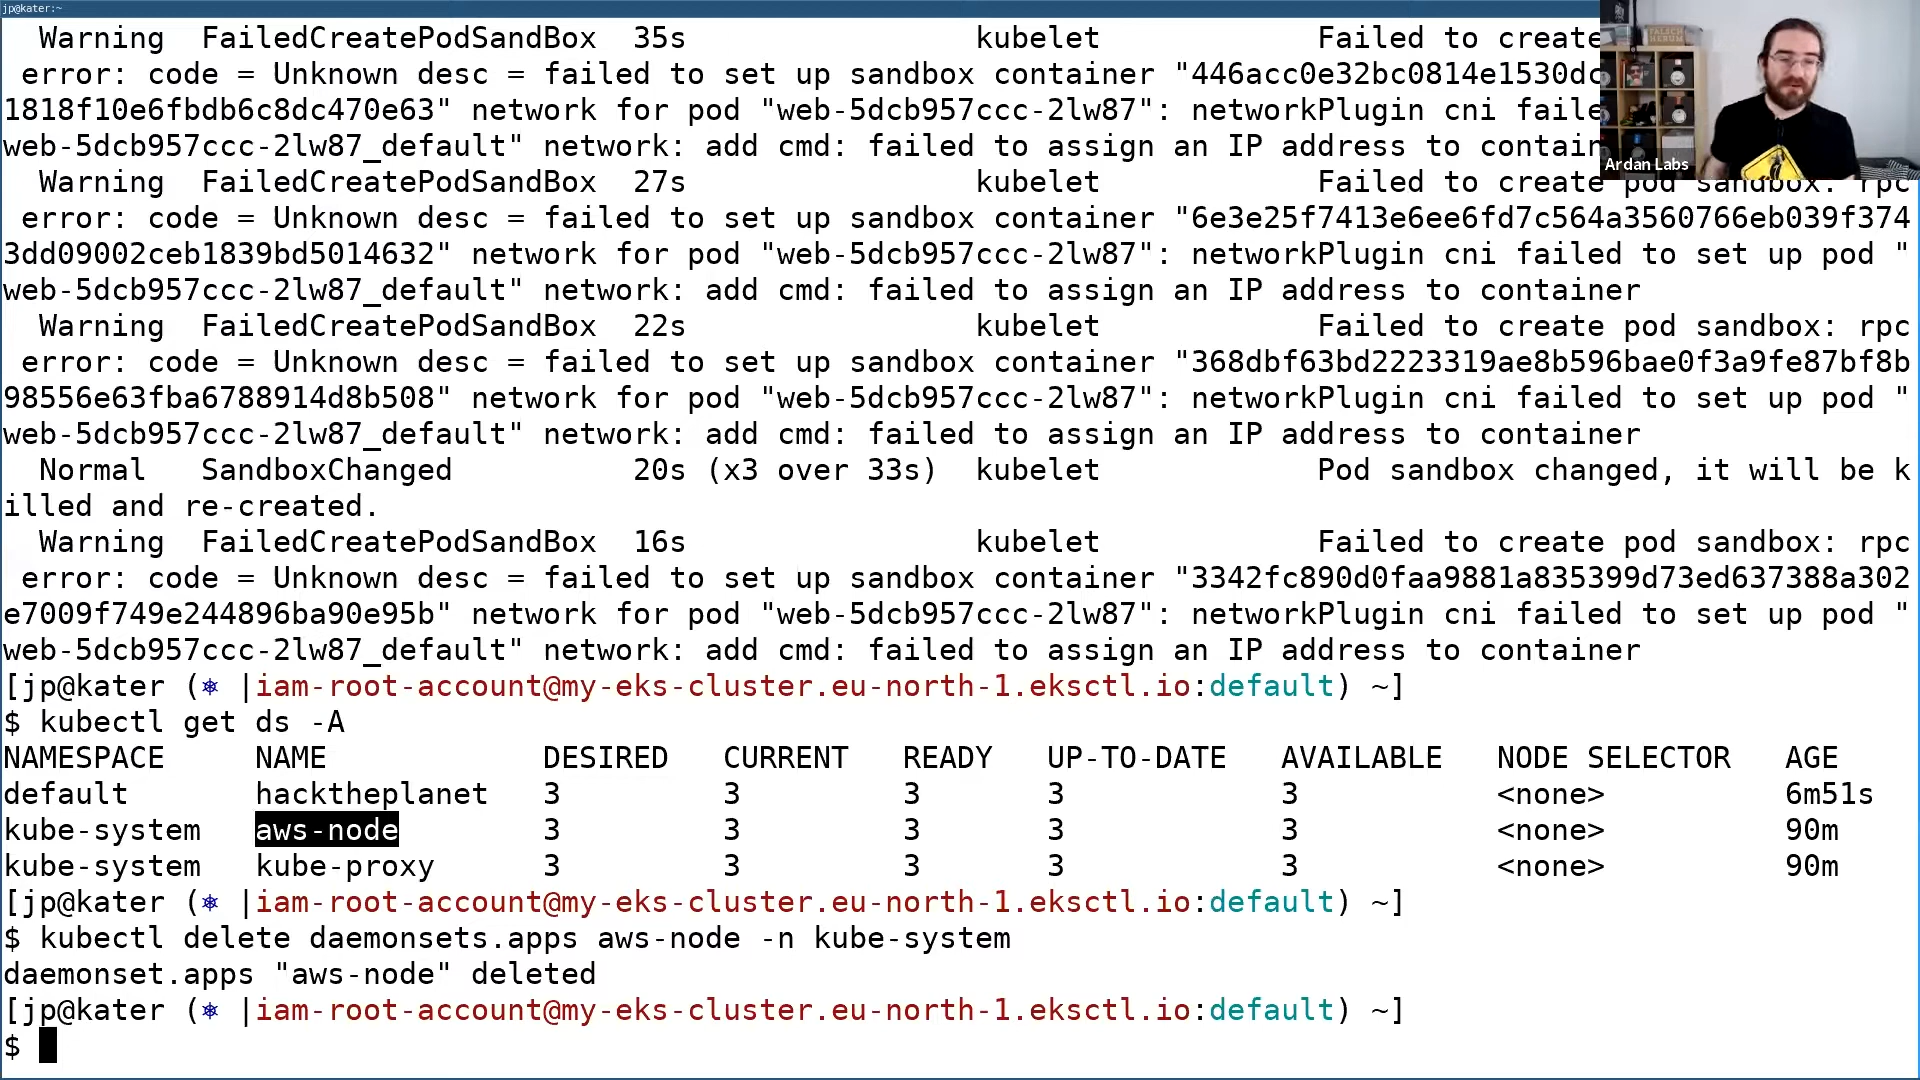 jp@kater:~
Warning FailedCreatePodSandBox 35s kubelet Failed to create
error: code = Unknown desc = failed to set up sandbox container "446acc0e32bc0814e1530dc
1818f10e6fbdb6c8dc470e63" network for pod "web-5dcb957ccc-2lw87": networkPlugin cni faile
web-5dcb957ccc-2lw87_default" network: add cmd: failed to assign an IP address to contain
Ardan Labs
Warning FailedCreatePodSandBox 27s kubelet Failed to create pod sandbox: rpc
error: code = Unknown desc = failed to set up sandbox container "6e3e25f7413e6ee6fd7c564a3560766eb039f374
3dd09002ceb1839bd5014632" network for pod "web-5dcb957ccc-2lw87": networkPlugin cni failed to set up pod "
web-5dcb957ccc-2lw87_default" network: add cmd: failed to assign an IP address to container
Warning FailedCreatePodSandBox 22s kubelet Failed to create pod sandbox: rpc
error: code = Unknown desc = failed to set up sandbox container "368dbf63bd2223319ae8b596bae0f3a9fe87bf8b
98556e63fba6788914d8b508" network for pod "web-5dcb957ccc-2lw87": networkPlugin cni failed to set up pod "
web-5dcb957ccc-2lw87_default" network: add cmd: failed to assign an IP address to container
Normal SandboxChanged 20s (x3 over 33s) kubelet Pod sandbox changed, it will be k
illed and re-created.
Warning FailedCreatePodSandBox 16s kubelet Failed to create pod sandbox: rpc
error: code = Unknown desc = failed to set up sandbox container "3342fc890d0faa9881a835399d73ed637388a302
e7009f749e244896ba90e95b" network for pod "web-5dcb957ccc-2lw87": networkPlugin cni failed to set up pod "
web-5dcb957ccc-2lw87_default" network: add cmd: failed to assign an IP address to container
[jp@kater (⎈ |iam-root-account@my-eks-cluster.eu-north-1.eksctl.io:default) ~]
$ kubectl get ds -A
NAMESPACE NAME DESIRED CURRENT READY UP-TO-DATE AVAILABLE NODE SELECTOR AGE
default hacktheplanet 3 3 3 3 3 <none> 6m51s
kube-system aws-node 3 3 3 3 3 <none> 90m
kube-system kube-proxy 3 3 3 3 3 <none> 90m
[jp@kater (⎈ |iam-root-account@my-eks-cluster.eu-north-1.eksctl.io:default) ~]
$ kubectl delete daemonsets.apps aws-node -n kube-system
daemonset.apps "aws-node" deleted
[jp@kater (⎈ |iam-root-account@my-eks-cluster.eu-north-1.eksctl.io:default) ~]
$